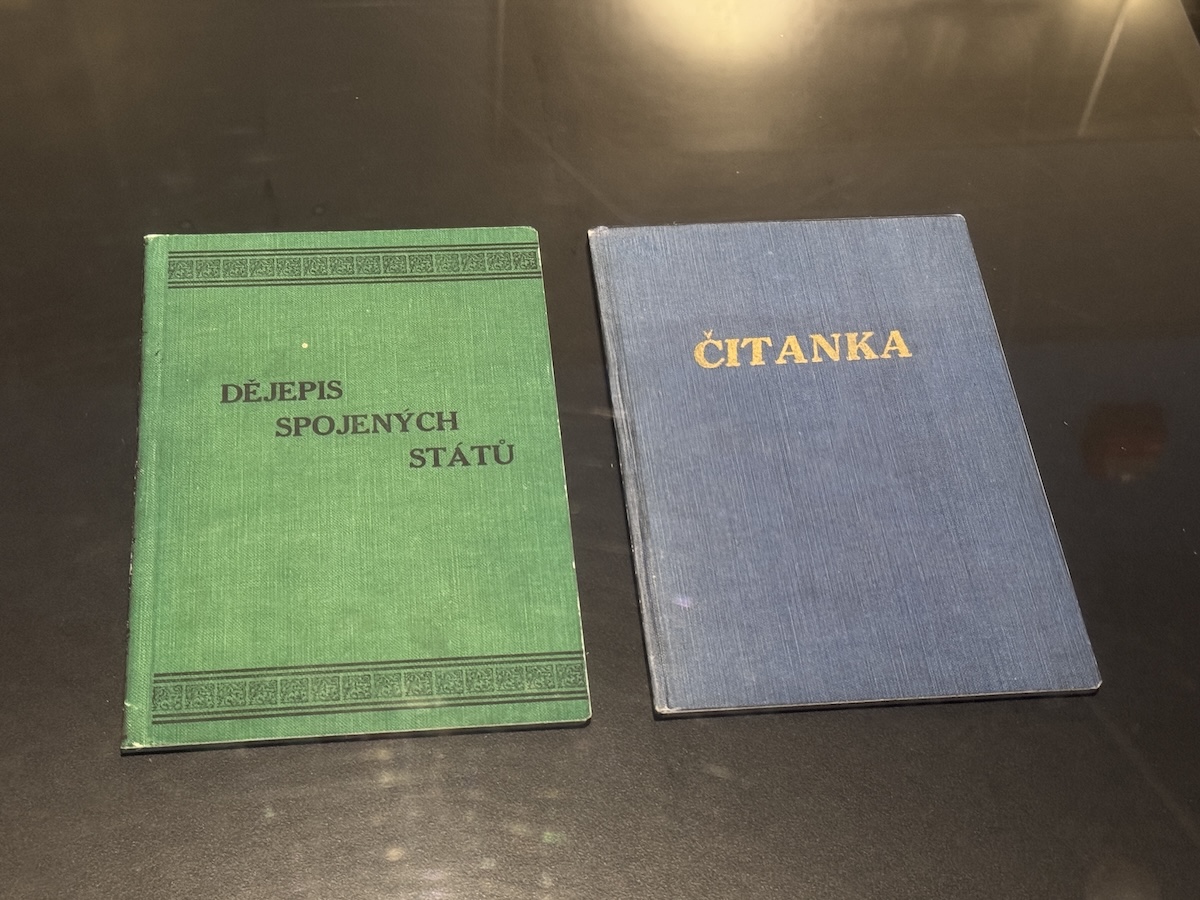 DĚJEPIS
SPOJENÝCH
STÁTŮ
ČITANKA